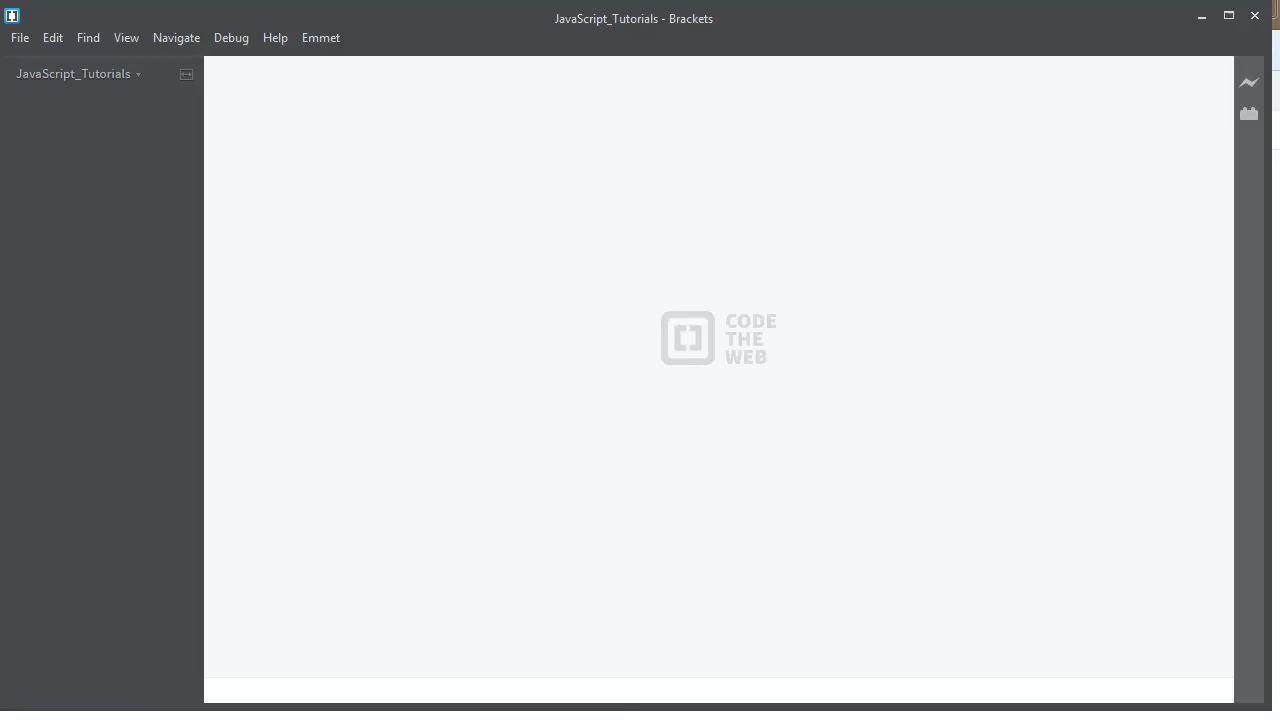 JavaScript_Tutorials - Brackets
File Edit Find View Navigate Debug Help Emmet
JavaScript_Tutorials
CODE
THE
WEB